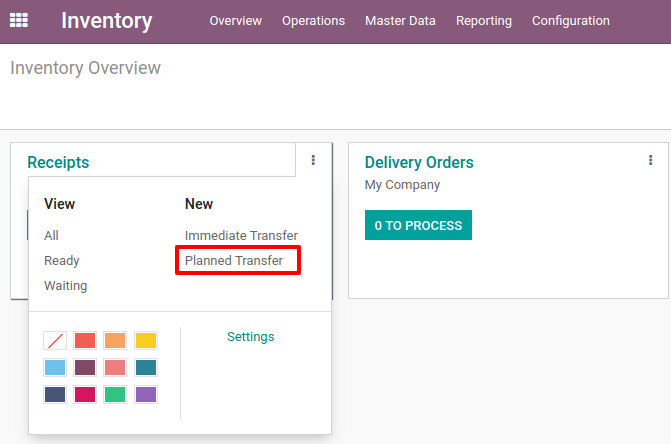 Inventory Overview Operations Master Data Reporting Configuration
Inventory Overview
Receipts
View
All
Ready
Waiting
New
Immediate Transfer
Planned Transfer
Settings
Delivery Orders
My Company
0 TO PROCESS